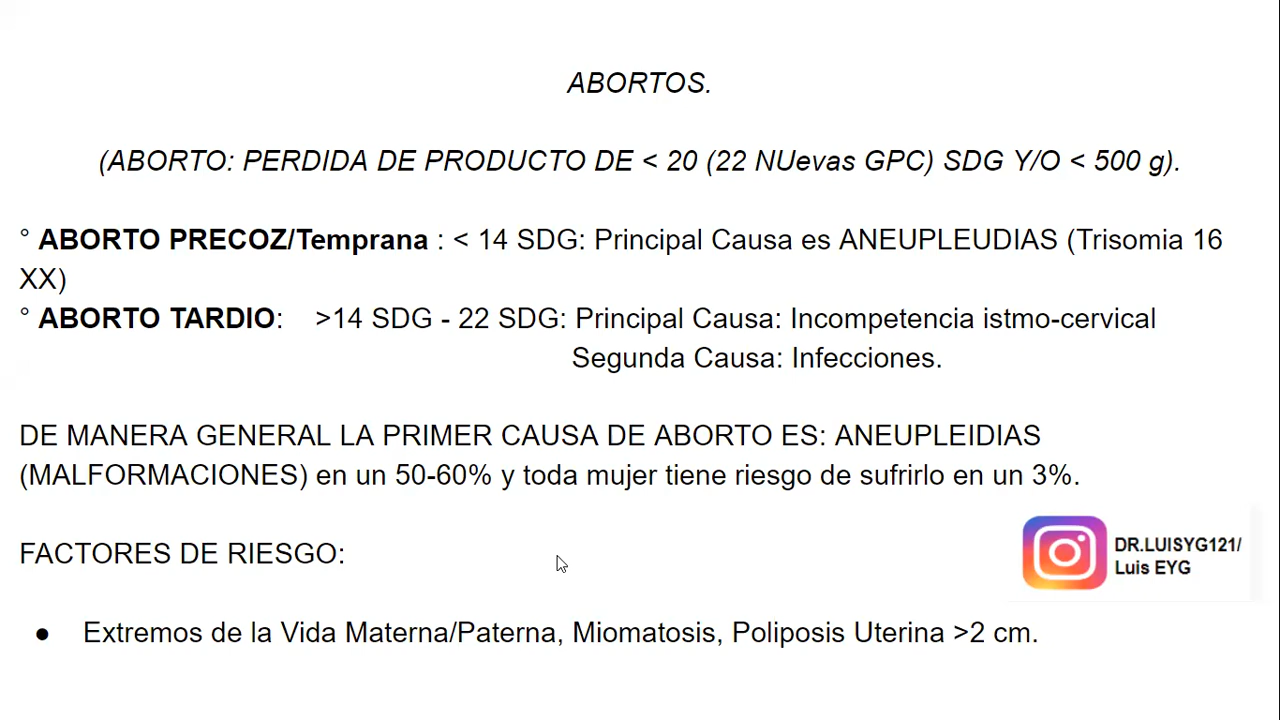 ABORTOS.
(ABORTO: PERDIDA DE PRODUCTO DE < 20 (22 NUevas GPC) SDG Y/O < 500 g).
° ABORTO PRECOZ/Temprana : < 14 SDG: Principal Causa es ANEUPLEUDIAS (Trisomia 16
XX)
° ABORTO TARDIO: >14 SDG - 22 SDG: Principal Causa: Incompetencia istmo-cervical
Segunda Causa: Infecciones.
DE MANERA GENERAL LA PRIMER CAUSA DE ABORTO ES: ANEUPLEIDIAS
(MALFORMACIONES) en un 50-60% y toda mujer tiene riesgo de sufrirlo en un 3%.
FACTORES DE RIESGO:
DR.LUISYG121/
Luis EYG
● Extremos de la Vida Materna/Paterna, Miomatosis, Poliposis Uterina >2 cm.